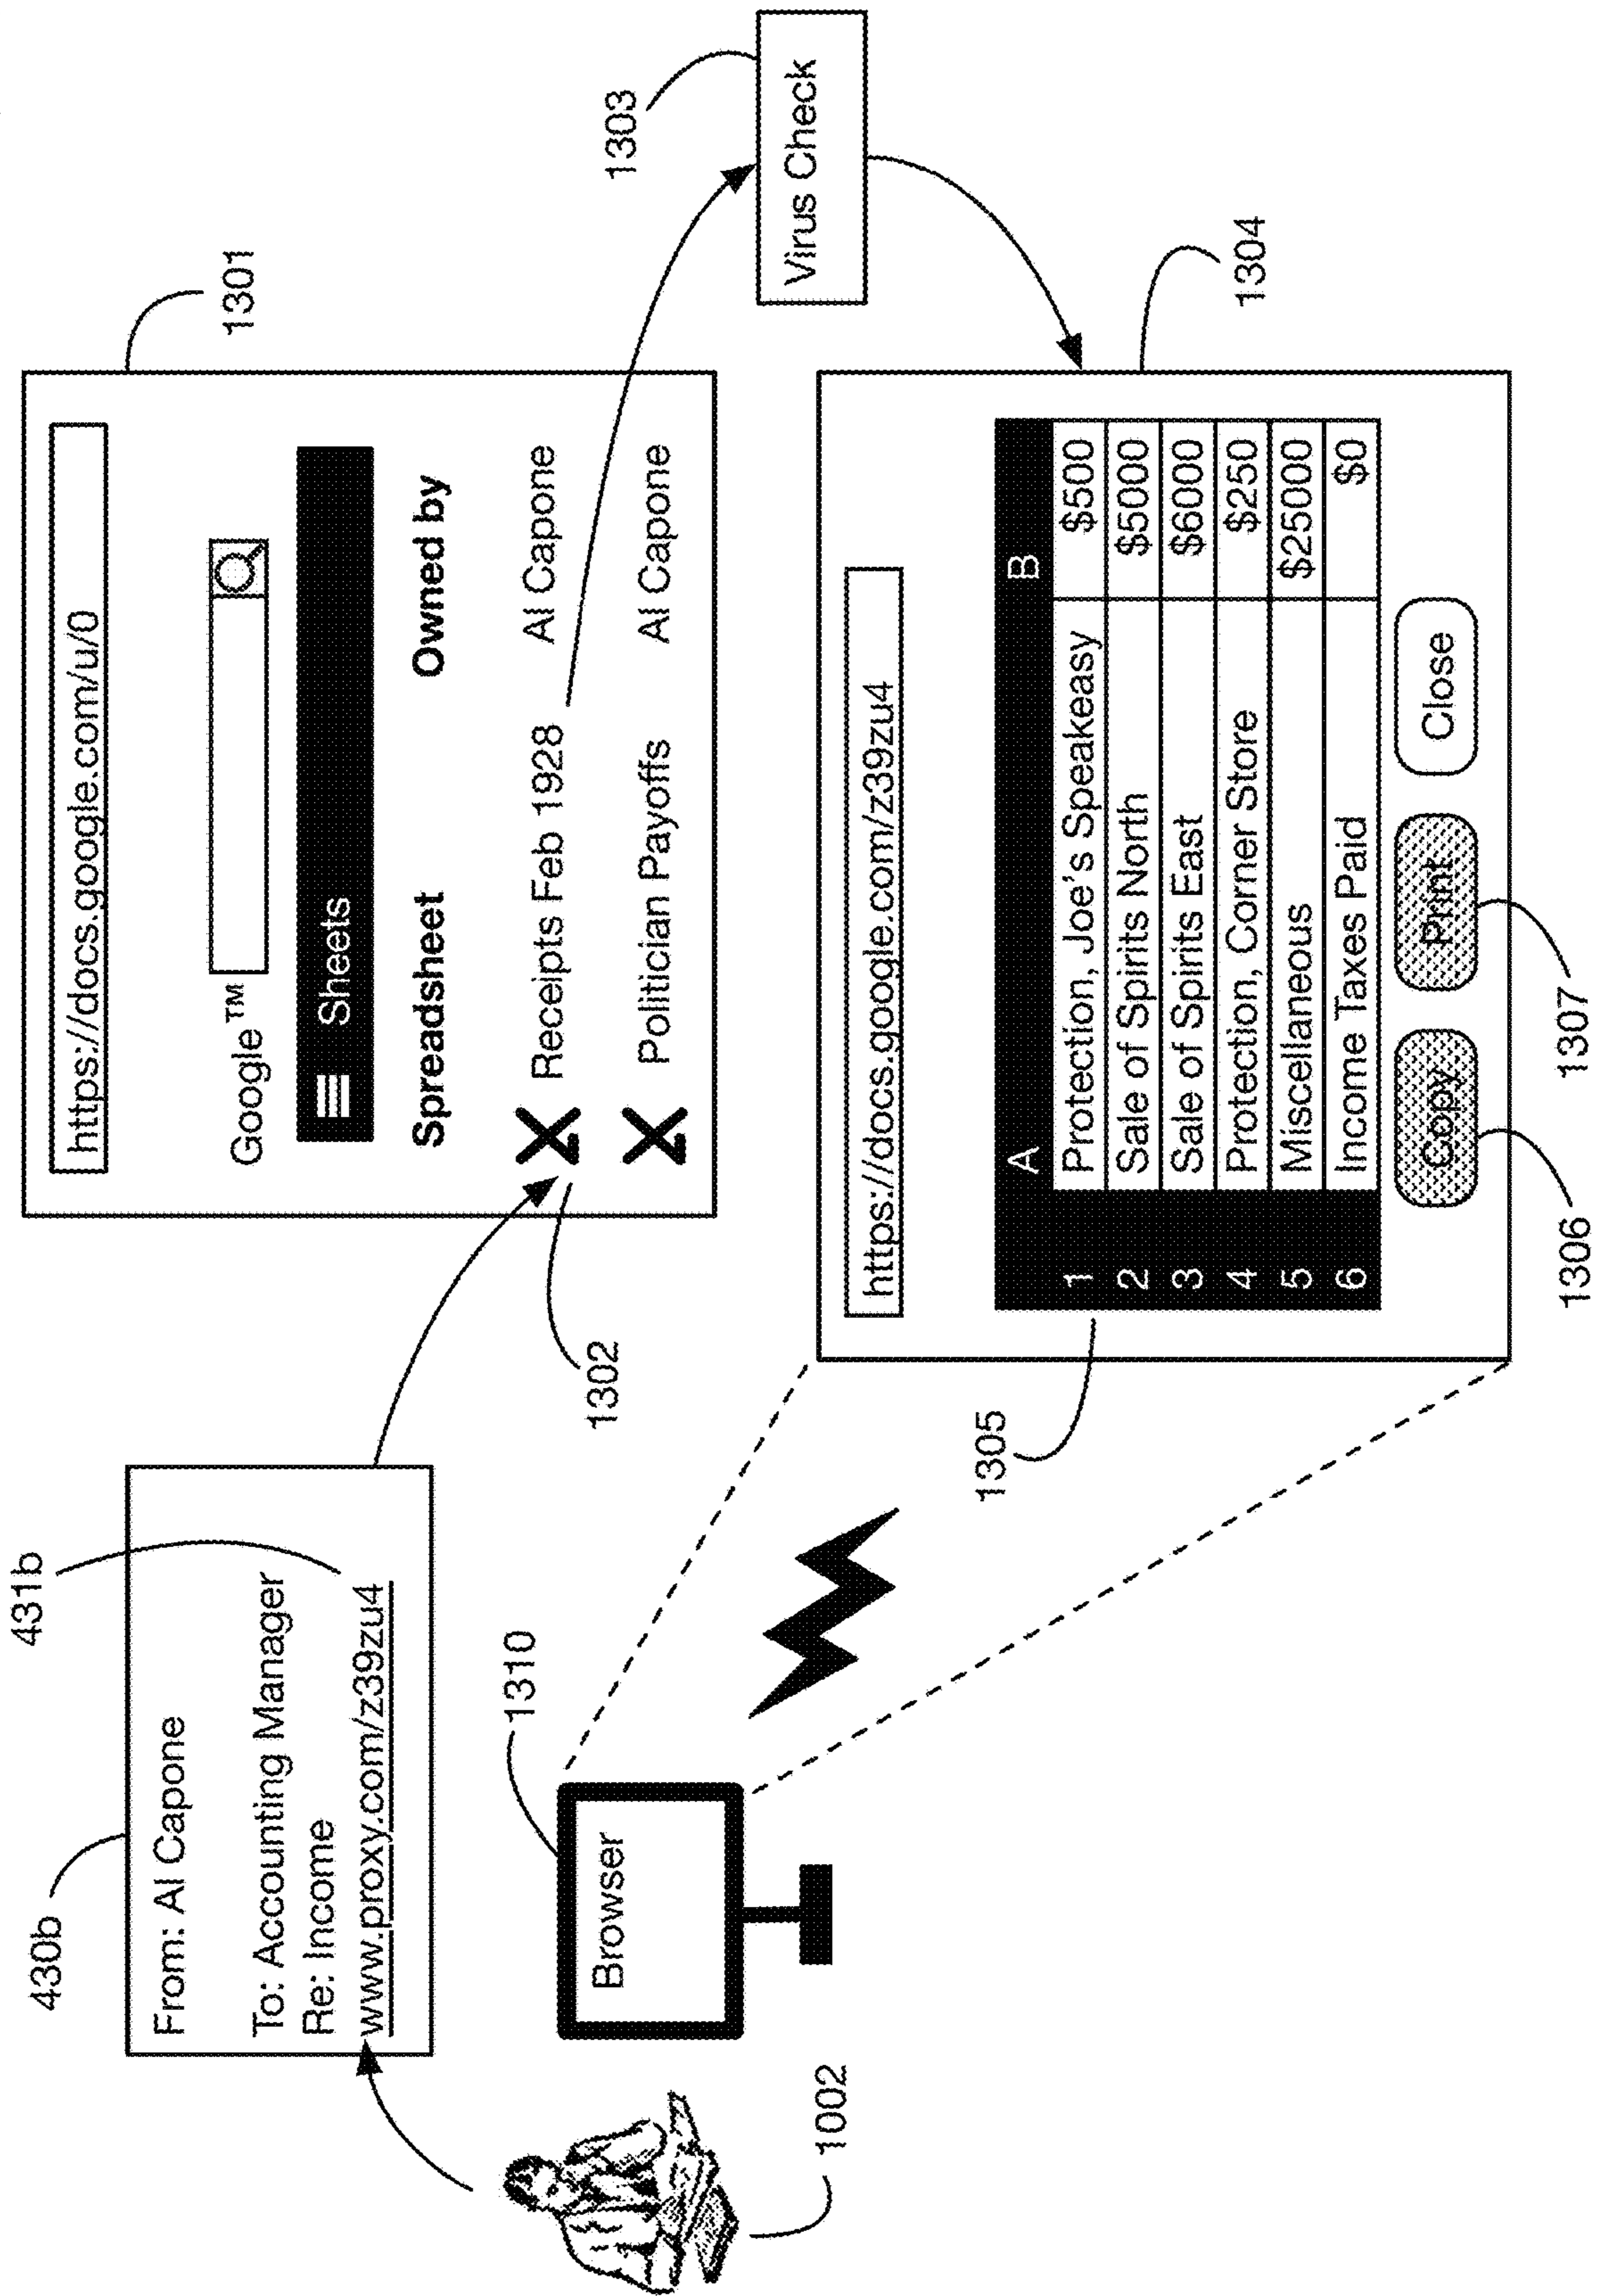 430b
431b
From: Al Capone
To: Accounting Manager
Re: Income
www.proxy.com/z39zu4
1002
1310
Browser
1301
https://docs.google.com/u/0
Google™
Sheets
Spreadsheet Owned by
Receipts Feb 1928 Al Capone
Politician Payoffs Al Capone
1302
1303
Virus Check
1304
https://docs.google.com/z39zu4
A B
1 Protection, Joe's Speakeasy $500
2 Sale of Spirits North $5000
3 Sale of Spirits East $6000
4 Protection, Corner Store $250
5 Miscellaneous $25000
6 Income Taxes Paid $0
1305
Copy Print Close
1306
1307